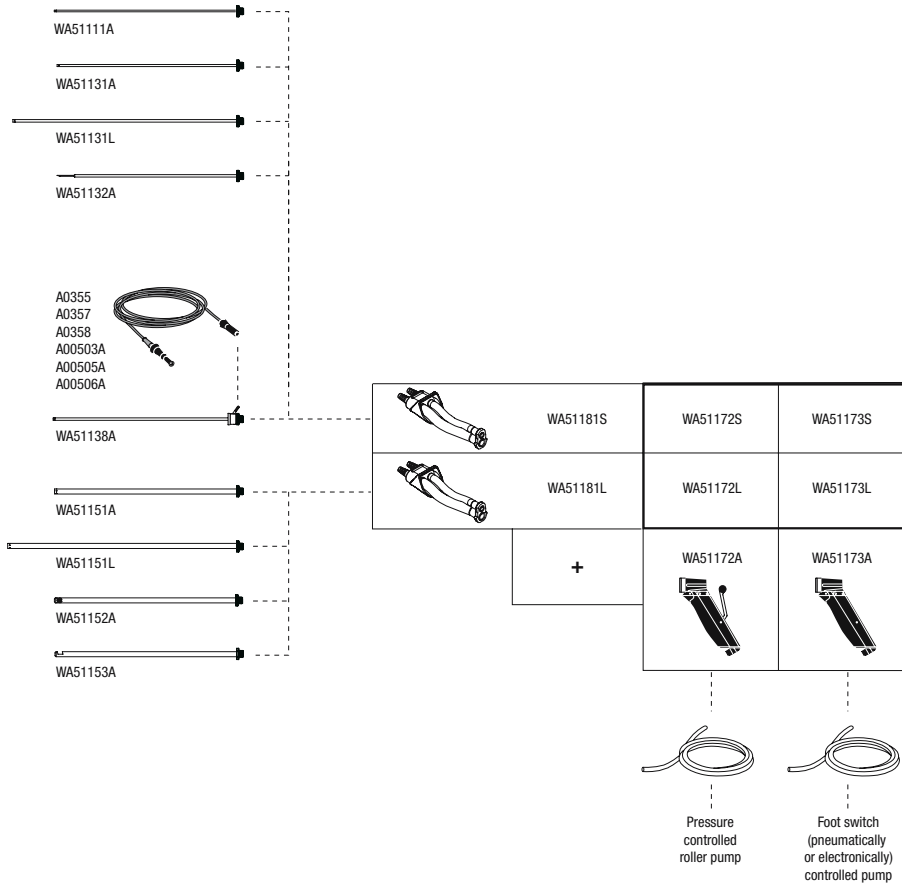 WA51111A
WA51131A
WA51131L
WA51132A
A0355
A0357
A0358
A00503A
A00505A
A00506A
WA51138A
WA51151A
WA51151L
WA51152A
WA51153A
WA51181S
WA51172S
WA51173S
WA51181L
WA51172L
WA51173L
+
WA51172A
WA51173A
Pressure
controlled
roller pump
Foot switch
(pneumatically
or electronically)
controlled pump